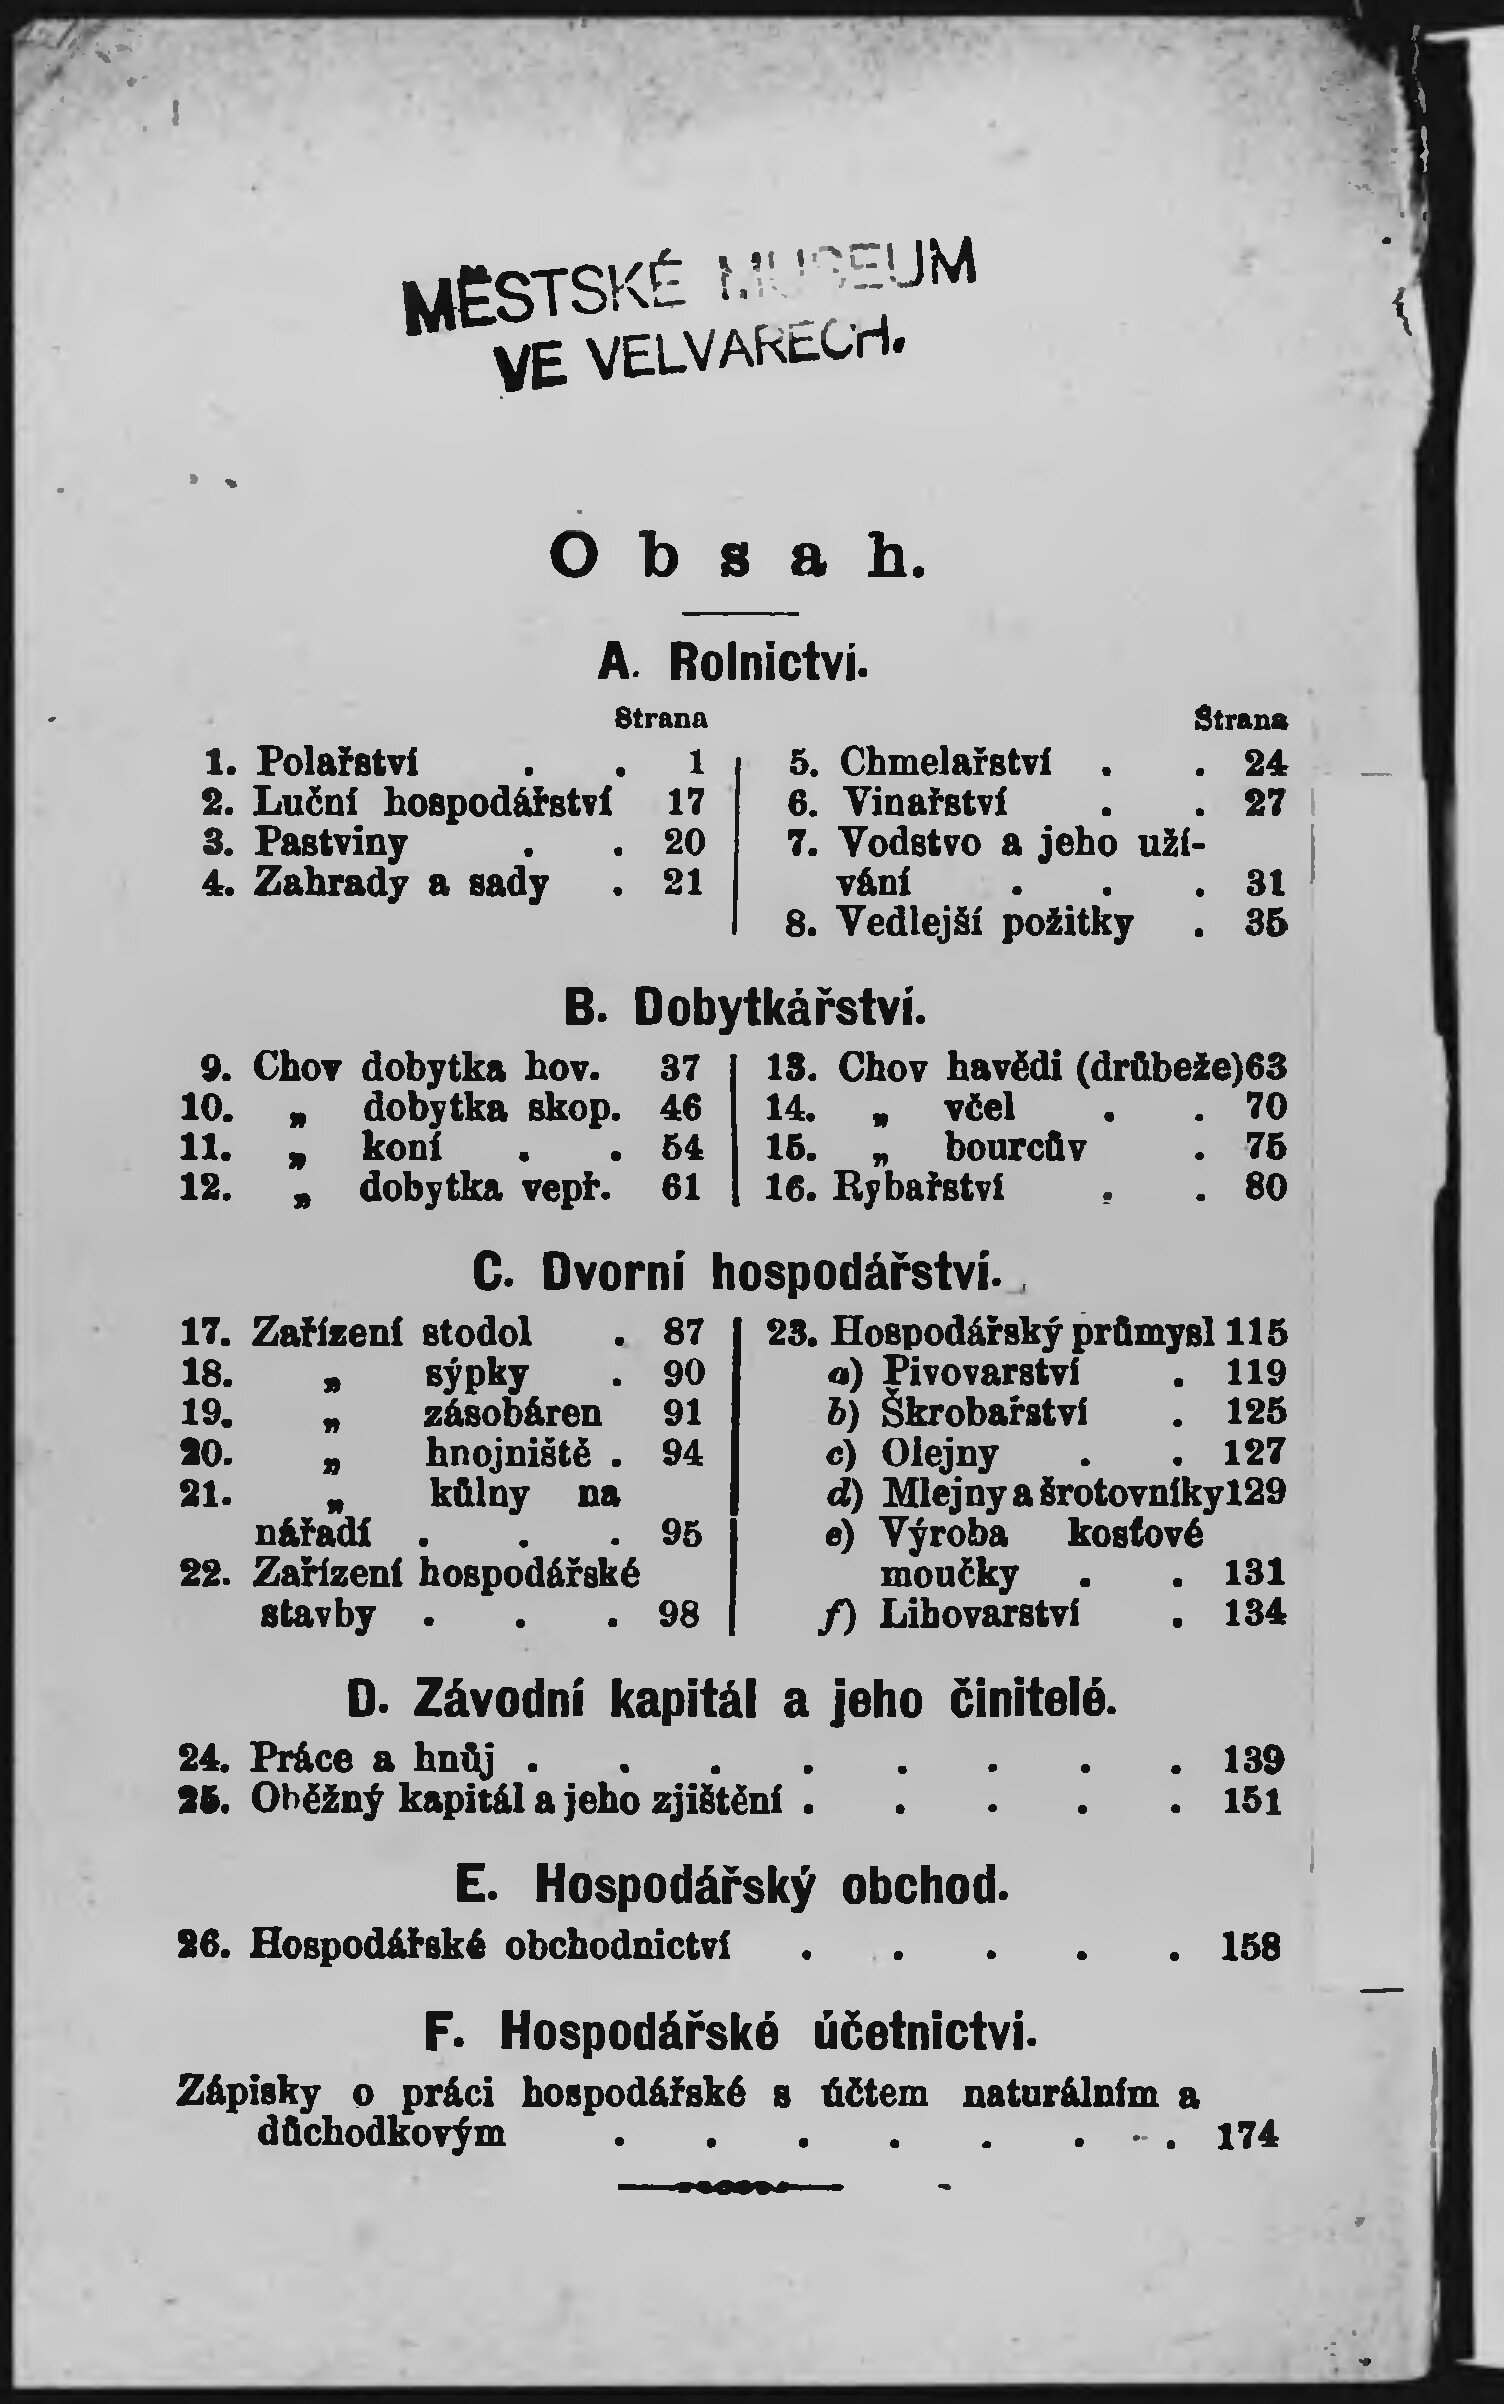 MĚSTSKÉ MUSEUM
VE VELVARECH.
Obsah.
A. Rolnictví.
Strana
1. Polařství . . 1
2. Luční hospodářství 17
3. Pastviny . . 20
4. Zahrady a sady . 21
Strana
5. Chmelařství . . 24
6. Vinařství . . 27
7. Vodstvo a jeho uží-
vání . . . 31
8. Vedlejší požitky . 35
B. Dobytkářství.
9. Chov dobytka hov. 37
10. „ dobytka skop. 46
11. „ koní . . 54
12. „ dobytka vepř. 61
13. Chov havědi (drůbeže) 63
14. „ včel . . 70
15. „ bourcův . 75
16. Rybařství . . 80
C. Dvorní hospodářství.
17. Zařízení stodol . 87
18. „ sýpky . 90
19. „ zásobáren 91
20. „ hnojniště . 94
21. „ kůlny na
nářadí . . . 95
22. Zařízení hospodářské
stavby . . . 98
23. Hospodářský průmysl 115
a) Pivovarství . 119
b) Škrobařství . 125
c) Olejny . . 127
d) Mlejny a šrotovníky 129
e) Výroba kosťové
moučky . . 131
f) Lihovarství . 134
D. Závodní kapitál a jeho činitelé.
24. Práce a hnůj . . . . . . . . 139
25. Oběžný kapitál a jeho zjištění . . . . . 151
E. Hospodářský obchod.
26. Hospodářské obchodnictví . . . . . 158
F. Hospodářské účetnictví.
Zápisky o práci hospodářské s účtem naturálním a
důchodkovým . . . . . . . 174